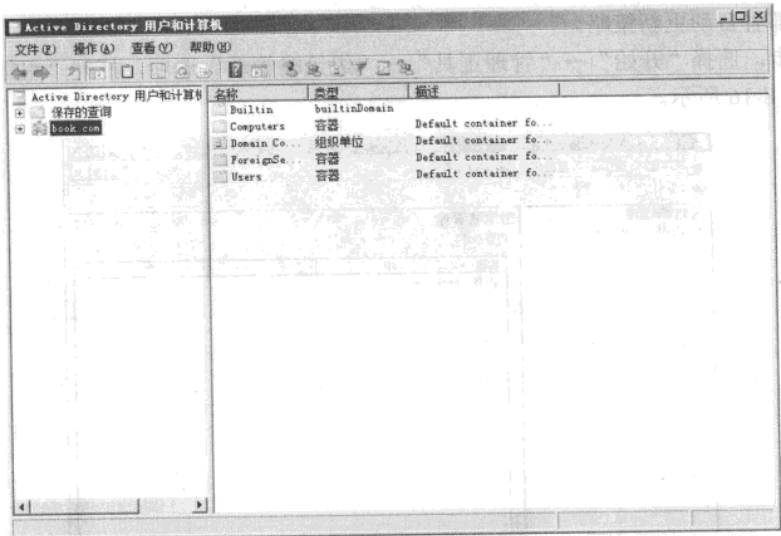 Active Directory 用户和计算机
文件(F) 操作(A) 查看(V) 帮助(H)
Active Directory 用户和计算机
保存的查询
book.com
名称 类型 描述
Builtin builtinDomain
Computers 容器 Default container fo...
Domain Co... 组织单位 Default container fo...
ForeignSe... 容器 Default container fo...
Users 容器 Default container fo...